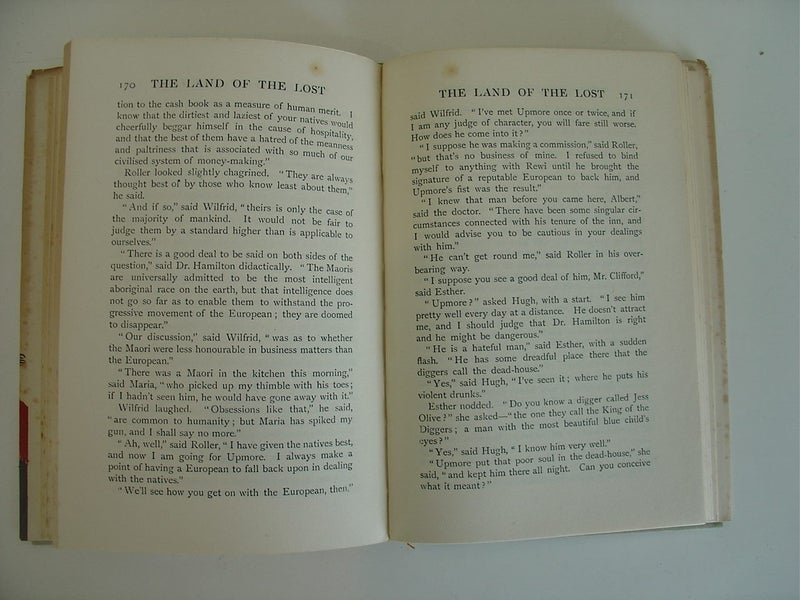 170 THE LAND OF THE LOST
tion to the cash book as a measure of human merit. I
know that the dirtiest and laziest of your natives would
cheerfully beggar himself in the cause of hospitality,
and that the best of them have a hatred of the meanness
and paltriness that is associated with so much of our
civilised system of money-making."
Roller looked slightly chagrined. "They are always
thought best of by those who know least about them,"
he said.
"And if so," said Wilfrid, "theirs is only the case of
the majority of mankind. It would not be fair to
judge them by a standard higher than is applicable to
ourselves."
"There is a good deal to be said on both sides of the
question," said Dr. Hamilton didactically. "The Maoris
are universally admitted to be the most intelligent
aboriginal race on the earth, but that intelligence does
not go so far as to enable them to withstand the pro-
gressive movement of the European; they are doomed
to disappear."
"Our discussion," said Wilfrid, "was as to whether
the Maori were less honourable in business matters than
the European."
"There was a Maori in the kitchen this morning,"
said Maria, "who picked up my thimble with his toes;
if I hadn't seen him, he would have gone away with it."
Wilfrid laughed. "Obsessions like that," he said,
"are common to humanity; but Maria has spiked my
gun, and I shall say no more."
"Ah, well," said Roller, "I have given the natives best,
and now I am going for Upmore. I always make a
point of having a European to fall back upon in dealing
with the natives."
"We'll see how you get on with the European, then."
THE LAND OF THE LOST 171
said Wilfrid. "I've met Upmore once or twice, and if
I am any judge of character, you will fare still worse.
How does he come into it?"
"I suppose he was making a commission," said Roller,
"but that's no business of mine. I refused to bind
myself to anything with Rewi until he brought the
signature of a reputable European to back him, and
Upmore's fist was the result."
"I knew that man before you came here, Albert,"
said the doctor. "There have been some singular cir-
cumstances connected with his tenure of the inn, and
I would advise you to be cautious in your dealings
with him."
"He can't get round me," said Roller in his over-
bearing way.
"I suppose you see a good deal of him, Mr. Clifford,"
said Esther.
"Upmore?" asked Hugh, with a start. "I see him
pretty well every day at a distance. He doesn't attract
me, and I should judge that Dr. Hamilton is right
and he might be dangerous."
"He is a hateful man," said Esther, with a sudden
flash. "He has some dreadful place there that the
diggers call the dead-house."
"Yes," said Hugh, "I've seen it; where he puts his
violent drunks."
Esther nodded. "Do you know a digger called Jess
Olive?" she asked—"the one they call the King of the
Diggers; a man with the most beautiful blue child's
eyes?"
"Yes," said Hugh, "I know him very well."
"Upmore put that poor soul in the dead-house," she
said, "and kept him there all night. Can you conceive
what it meant?"